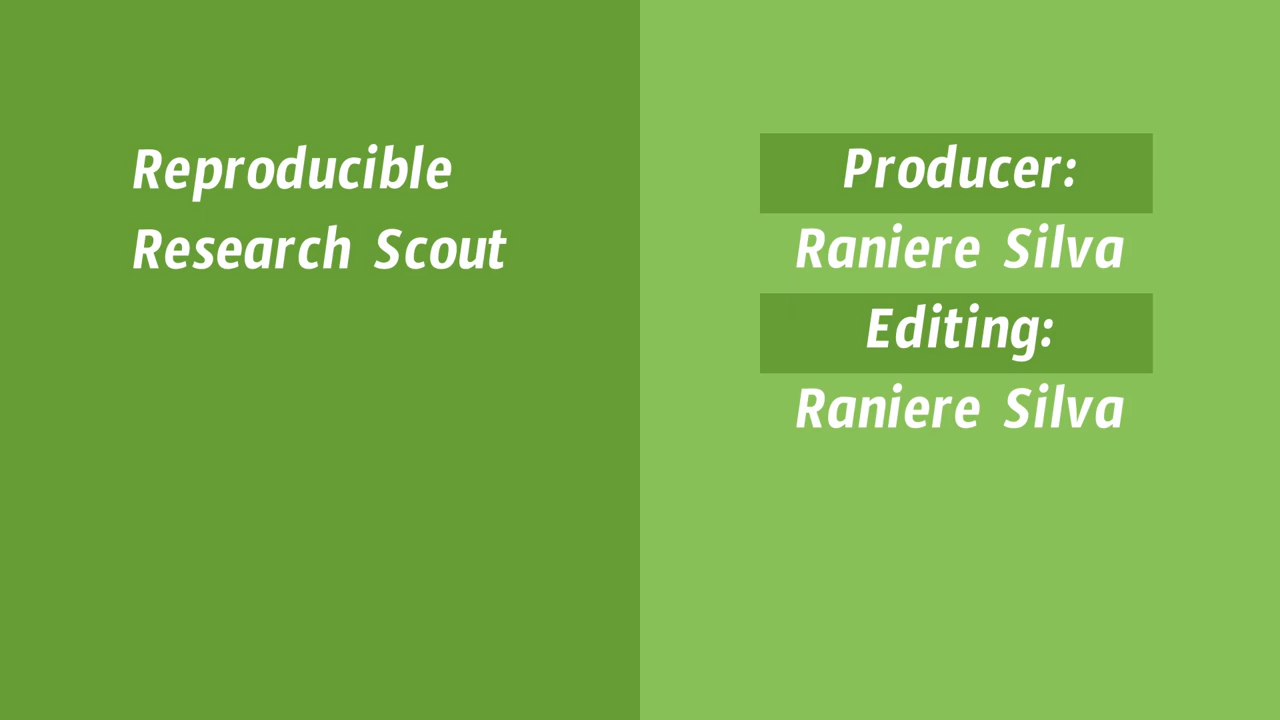 Reproducible
Research Scout
Producer:
Raniere Silva
Editing:
Raniere Silva